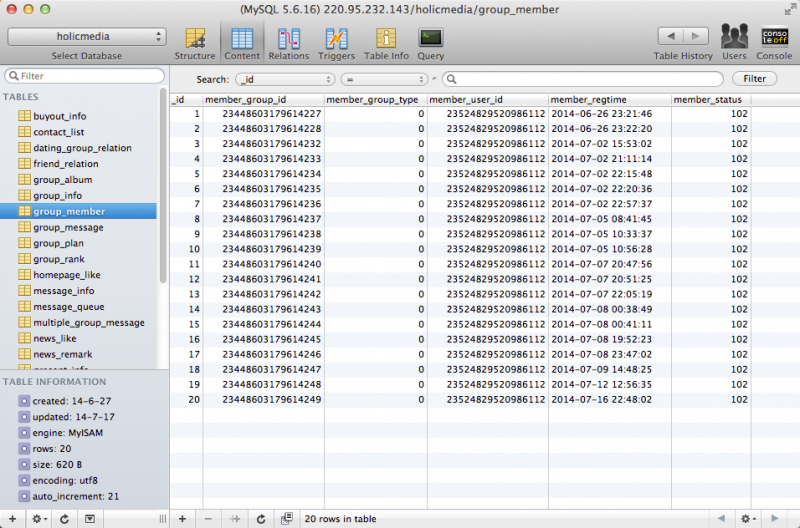 (MySQL 5.6.16) 220.95.232.143/holicmedia/group_member
holicmedia
Select Database
Structure Content Relations Triggers Table Info Query
Table History Users Console
conso
le off
Filter
Search: _id = Filter
TABLES
buyout_info
contact_list
dating_group_relation
friend_relation
group_album
group_info
group_member
group_message
group_plan
group_rank
homepage_like
message_info
message_queue
multiple_group_message
news_like
news_remark
TABLE INFORMATION
created: 14-6-27
updated: 14-7-17
engine: MyISAM
rows: 20
size: 620 B
encoding: utf8
auto_increment: 21
_id member_group_id member_group_type member_user_id member_regtime member_status
1 23448603179614227 0 23524829520986112 2014-06-26 23:21:46 102
2 23448603179614228 0 23524829520986112 2014-06-26 23:22:20 102
3 23448603179614232 0 23524829520986112 2014-07-02 15:53:02 102
4 23448603179614233 0 23524829520986112 2014-07-02 21:11:14 102
5 23448603179614234 0 23524829520986112 2014-07-02 22:15:48 102
6 23448603179614235 0 23524829520986112 2014-07-02 22:20:36 102
7 23448603179614236 0 23524829520986112 2014-07-02 22:57:37 102
8 23448603179614237 0 23524829520986112 2014-07-05 08:41:45 102
9 23448603179614238 0 23524829520986112 2014-07-05 10:33:37 102
10 23448603179614239 0 23524829520986112 2014-07-05 10:56:28 102
11 23448603179614240 0 23524829520986112 2014-07-07 20:47:56 102
12 23448603179614241 0 23524829520986112 2014-07-07 20:51:25 102
13 23448603179614242 0 23524829520986112 2014-07-07 22:05:19 102
14 23448603179614243 0 23524829520986112 2014-07-08 00:38:49 102
15 23448603179614244 0 23524829520986112 2014-07-08 00:41:11 102
16 23448603179614245 0 23524829520986112 2014-07-08 19:52:23 102
17 23448603179614246 0 23524829520986112 2014-07-08 23:47:02 102
18 23448603179614247 0 23524829520986112 2014-07-09 14:48:25 102
19 23448603179614248 0 23524829520986112 2014-07-12 12:56:35 102
20 23448603179614249 0 23524829520986112 2014-07-16 22:48:02 102
20 rows in table